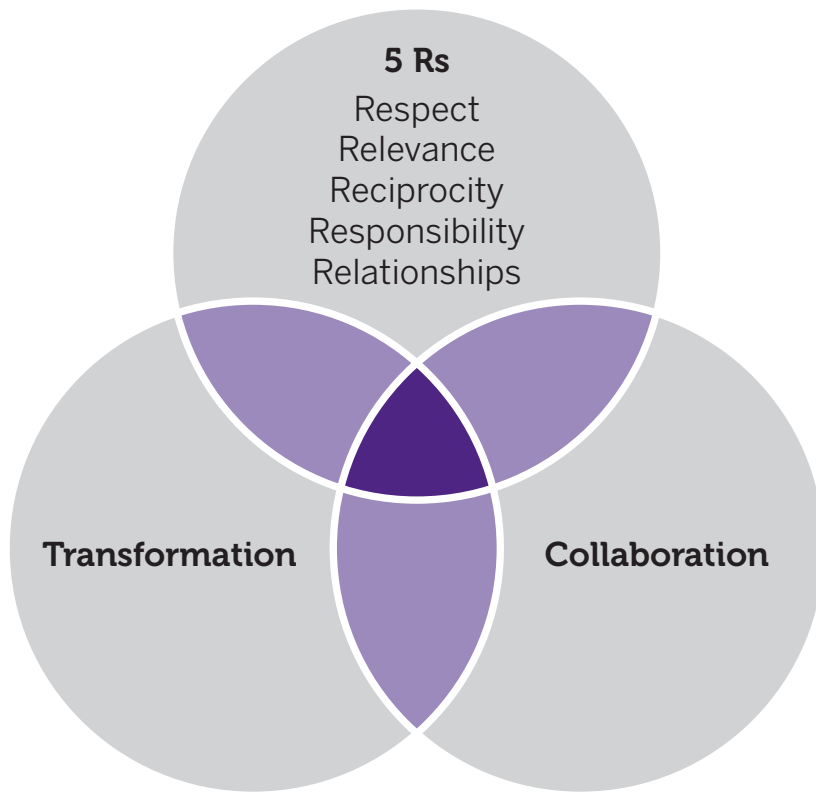 5 Rs
Respect
Relevance
Reciprocity
Responsibility
Relationships
Transformation
Collaboration